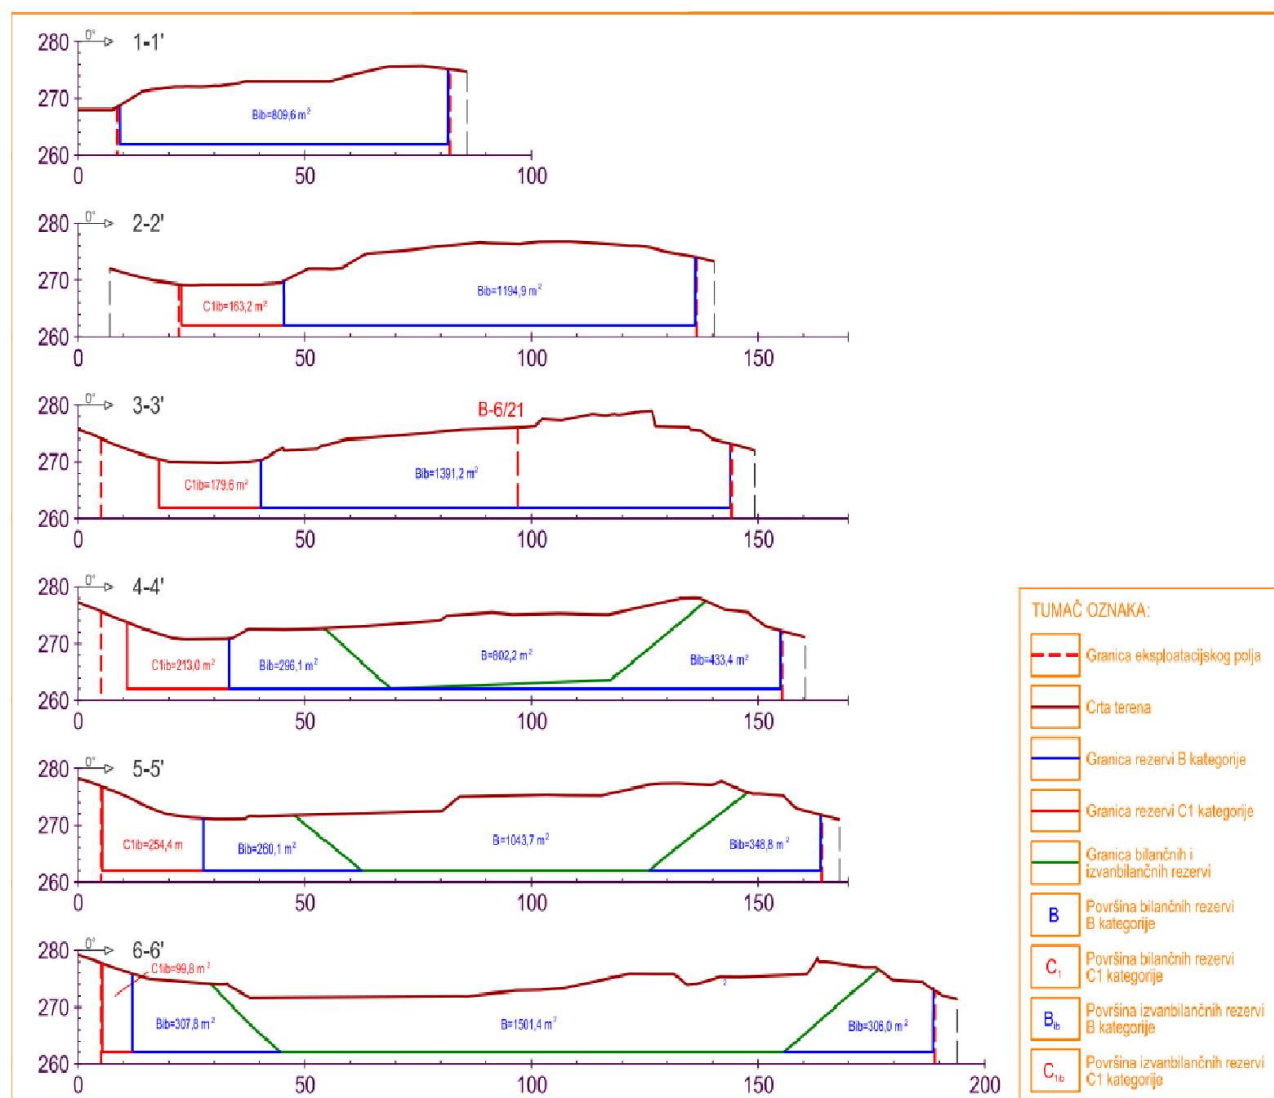 280
0°
1-1'
270
Bib=809,6 m²
260
0
50
100
280
0°
2-2'
270
C1ib=163,2 m²
Bib=1194,9 m²
260
0
50
100
150
280
0°
3-3'
B-6/21
270
C1ib=179,6 m²
Bib=1391,2 m²
260
0
50
100
150
280
0°
4-4'
270
C1ib=213,0 m²
Bib=296,1 m²
B=802,2 m²
Bib=433,4 m²
260
0
50
100
150
280
0°
5-5'
270
C1ib=254,4 m
Bib=260,1 m²
B=1043,7 m²
Bib=348,8 m²
260
0
50
100
150
280
0°
6-6'
C1ib=99,8 m²
2
270
Bib=307,8 m²
B=1501,4 m²
Bib=306,0 m²
260
0
50
100
150
200
TUMAČ OZNAKA:
Granica eksploatacijskog polja
Crta terena
Granica rezervi B kategorije
Granica rezervi C1 kategorije
Granica bilančnih i
izvanbilančnih rezervi
B
Površina bilančnih rezervi
B kategorije
C₁
Površina bilančnih rezervi
C1 kategorije
Bib
Površina izvanbilančnih rezervi
B kategorije
C1ib
Površina izvanbilančnih rezervi
C1 kategorije